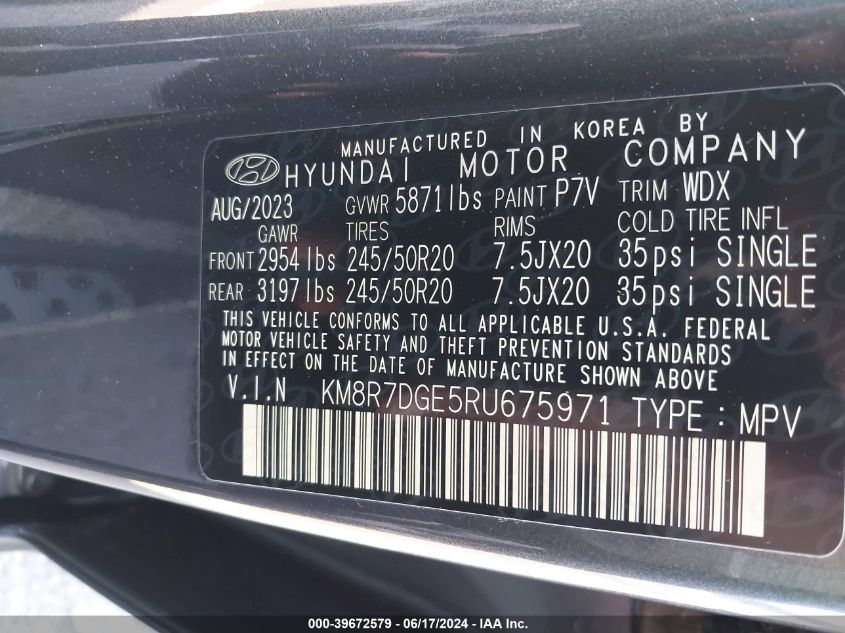 MANUFACTURED IN KOREA BY
HYUNDAI MOTOR COMPANY
AUG/2023 GVWR 5871lbs PAINT P7V TRIM WDX
GAWR TIRES RIMS COLD TIRE INFL
FRONT 2954lbs 245/50R20 7.5JX20 35psi SINGLE
REAR 3197lbs 245/50R20 7.5JX20 35psi SINGLE
THIS VEHICLE CONFORMS TO ALL APPLICABLE U.S.A. FEDERAL
MOTOR VEHICLE SAFETY AND THEFT PREVENTION STANDARDS
IN EFFECT ON THE DATE OF MANUFACTURE SHOWN ABOVE.
V.I.N KM8R7DGE5RU675971 TYPE : MPV
000-39672579 / 06/17/2024 - Copyright IAA, Inc.